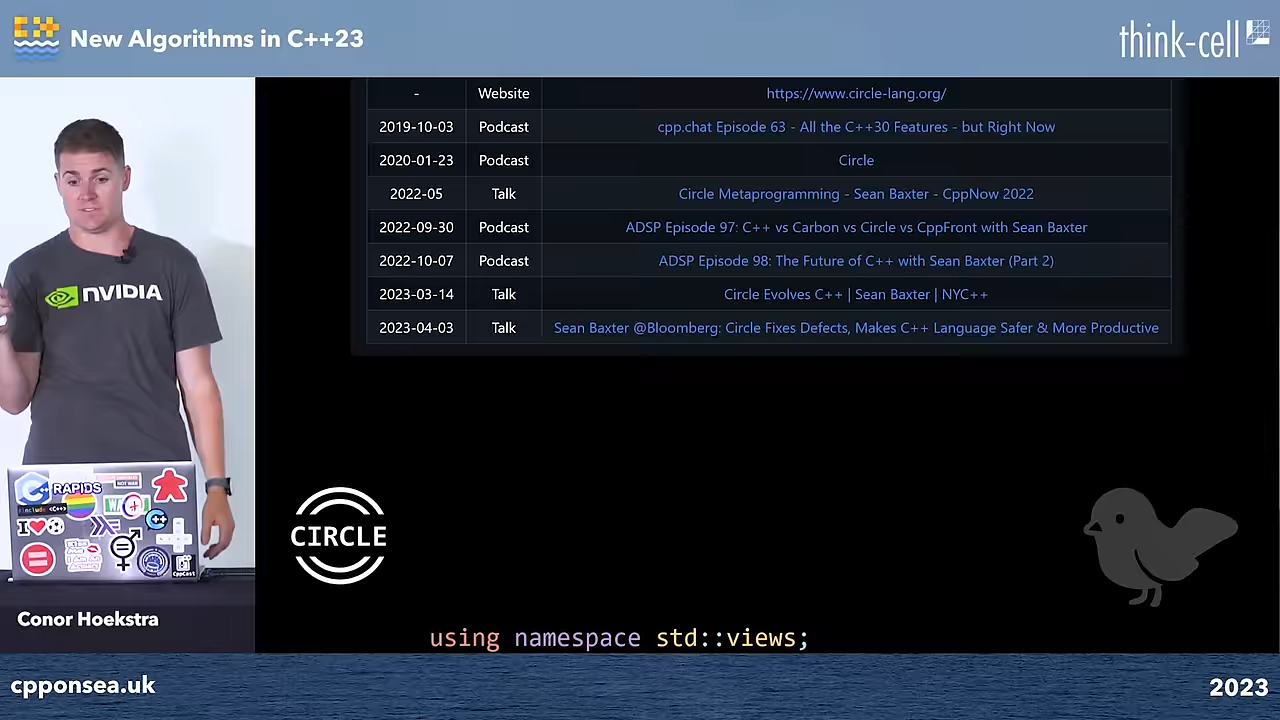 New Algorithms in C++23
think-cell
- Website https://www.circle-lang.org/
2019-10-03 Podcast cpp.chat Episode 63 - All the C++30 Features - but Right Now
2020-01-23 Podcast Circle
2022-05 Talk Circle Metaprogramming - Sean Baxter - CppNow 2022
2022-09-30 Podcast ADSP Episode 97: C++ vs Carbon vs Circle vs CppFront with Sean Baxter
2022-10-07 Podcast ADSP Episode 98: The Future of C++ with Sean Baxter (Part 2)
2023-03-14 Talk Circle Evolves C++ | Sean Baxter | NYC++
2023-04-03 Talk Sean Baxter @Bloomberg: Circle Fixes Defects, Makes C++ Language Safer & More Productive
NVIDIA
RAPIDS
#include <C++>
I
C++
CppCast
CIRCLE
using namespace std::views;
Conor Hoekstra
cpponsea.uk
2023